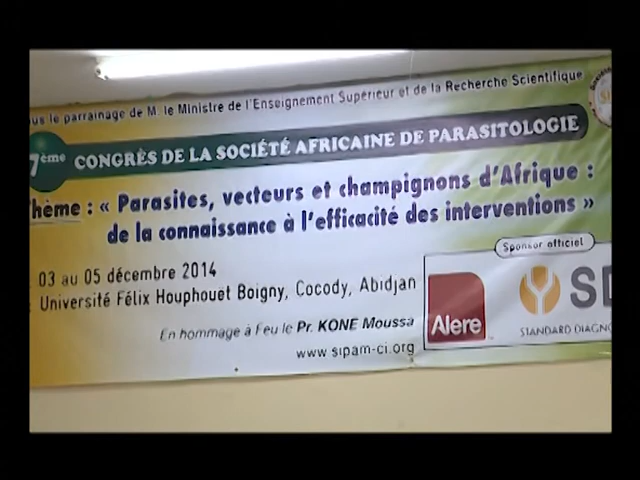 le parrainage de M. le Ministre de l'Enseignement Supérieur et de la Recherche Scientifique
7ème CONGRÈS DE LA SOCIÉTÉ AFRICAINE DE PARASITOLOGIE
hème : « Parasites, vecteurs et champignons d'Afrique :
de la connaissance à l'efficacité des interventions »
Sponsor officiel
03 au 05 décembre 2014
: Université Félix Houphouet Boigny, Cocody, Abidjan
Alere
SD
STANDARD DIAGNO
En hommage à Feu le Pr. KONE Moussa
www.sipam-ci.org